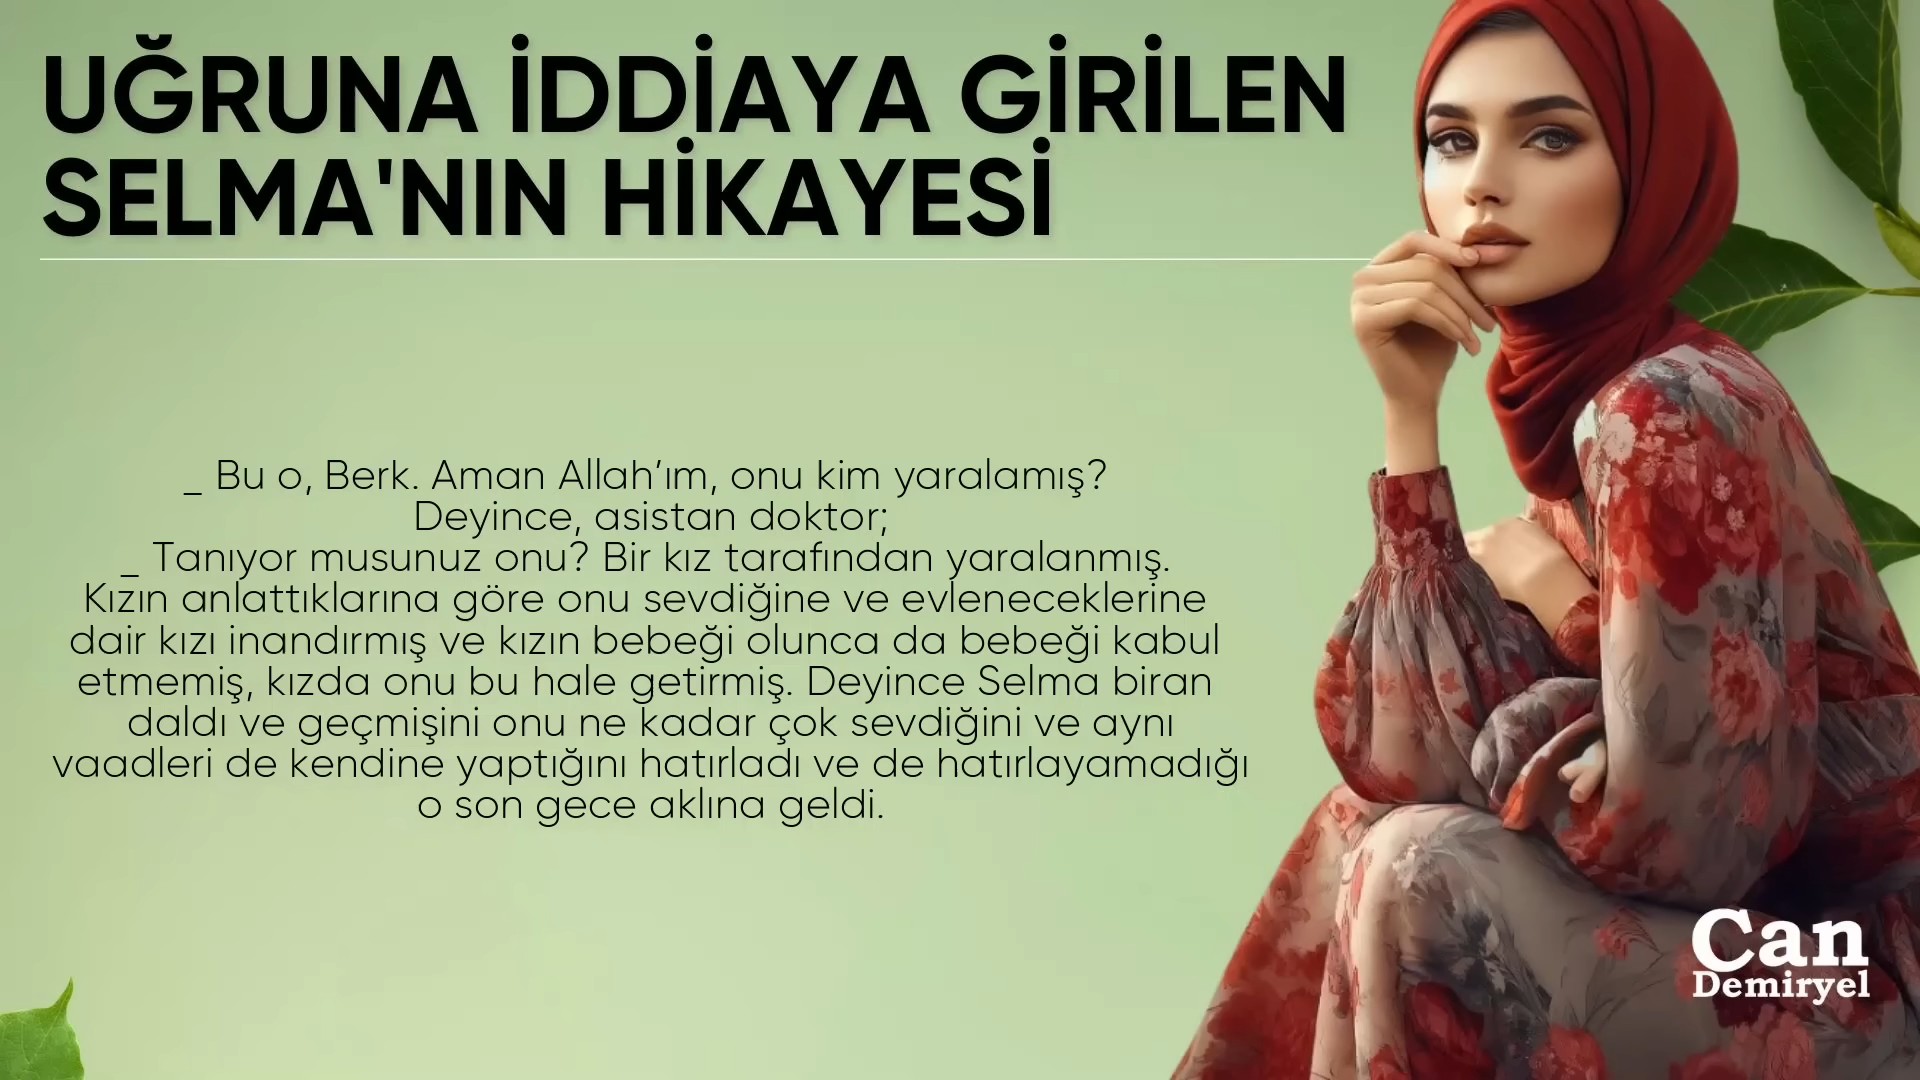 UĞRUNA İDDİAYA GİRİLEN
SELMA'NIN HİKAYESİ
_ Bu o, Berk. Aman Allah’ım, onu kim yaralamış?
Deyince, asistan doktor;
_ Tanıyor musunuz onu? Bir kız tarafından yaralanmış.
Kızın anlattıklarına göre onu sevdiğine ve evleneceklerine
dair kızı inandırmış ve kızın bebeği olunca da bebeği kabul
etmemiş, kızda onu bu hale getirmiş. Deyince Selma biran
daldı ve geçmişini onu ne kadar çok sevdiğini ve aynı
vaadleri de kendine yaptığını hatırladı ve de hatırlayamadığı
o son gece aklına geldi.
Can
Demiryel